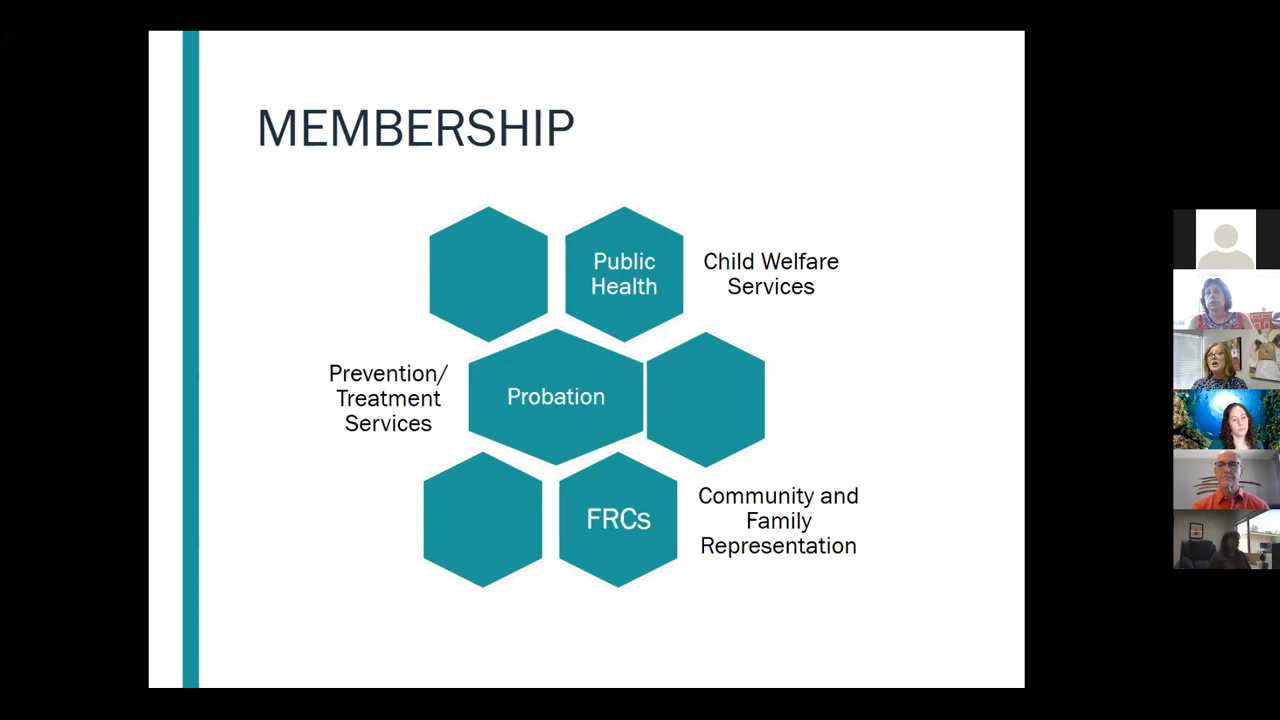 MEMBERSHIP
Public
Health
Child Welfare
Services
Prevention/
Treatment
Services
Probation
FRCs
Community and
Family
Representation